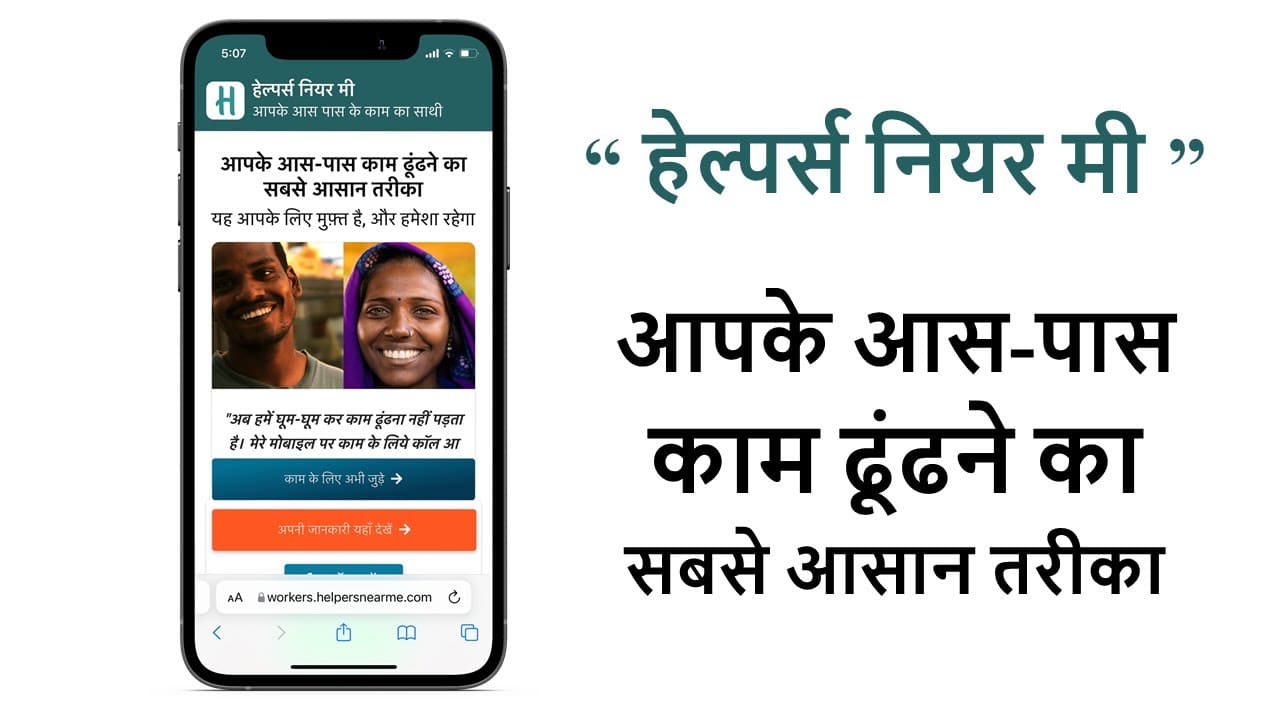 5:07
हेल्पर्स नियर मी
आपके आस पास के काम का साथी
आपके आस-पास काम ढूंढने का
सबसे आसान तरीका
यह आपके लिए मुफ़्त है, और हमेशा रहेगा
"अब हमें घूम-घूम कर काम ढूंढना नहीं पड़ता
है। मेरे मोबाइल पर काम के लिये कॉल आ
काम के लिए अभी जुड़े →
अपनी जानकारी यहाँ देखें →
AA workers.helpersnearme.com
“ हेल्पर्स नियर मी ”
आपके आस-पास
काम ढूंढने का
सबसे आसान तरीका